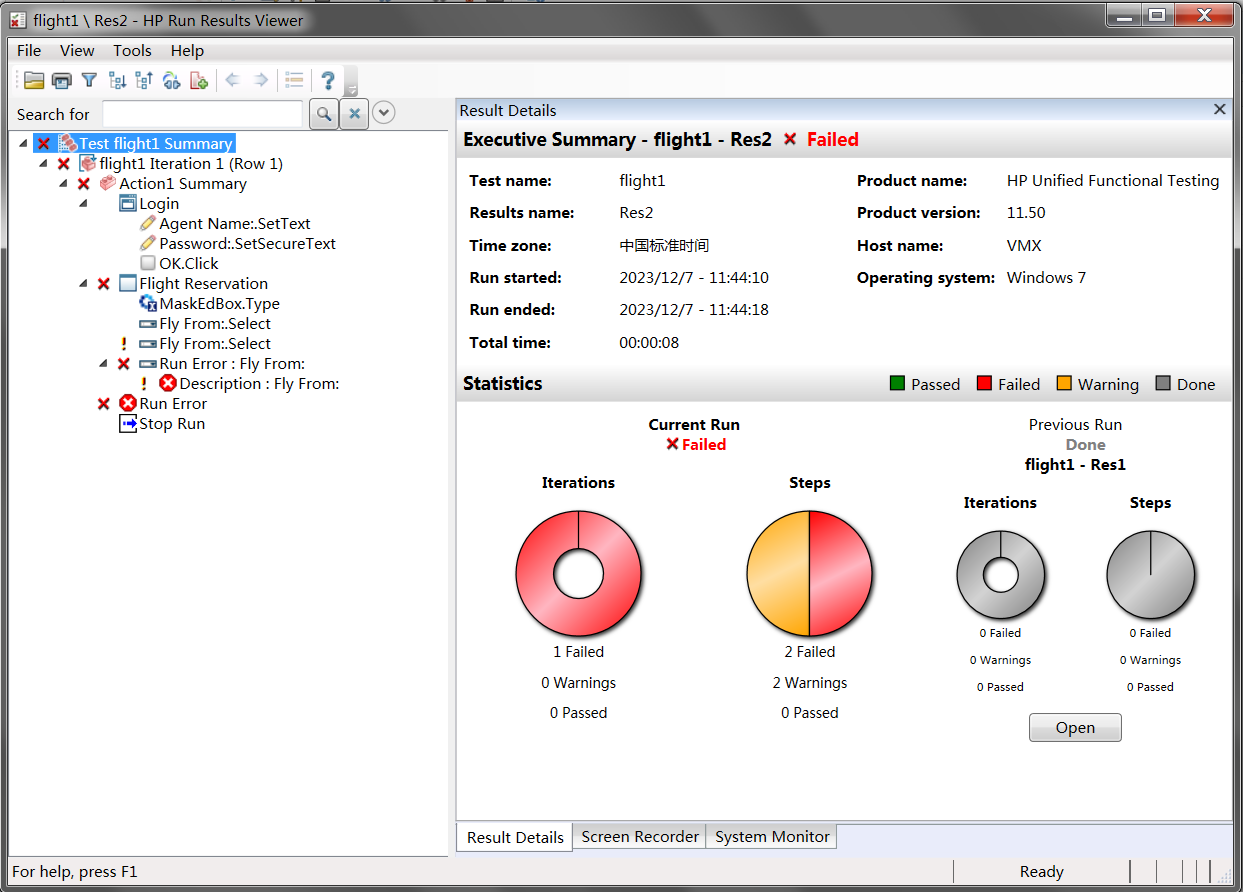 flight1 \ Res2 - HP Run Results Viewer
File View Tools Help
Search for
Test flight1 Summary
flight1 Iteration 1 (Row 1)
Action1 Summary
Login
Agent Name:.SetText
Password:.SetSecureText
OK.Click
Flight Reservation
MaskEdBox.Type
Fly From:.Select
Fly From:.Select
Run Error : Fly From:
Description : Fly From:
Run Error
Stop Run
Result Details
Executive Summary - flight1 - Res2 Failed
Test name: flight1 Product name: HP Unified Functional Testing
Results name: Res2 Product version: 11.50
Time zone: 中国标准时间 Host name: VMX
Run started: 2023/12/7 - 11:44:10 Operating system: Windows 7
Run ended: 2023/12/7 - 11:44:18
Total time: 00:00:08
Statistics Passed Failed Warning Done
Current Run
Failed
Iterations Steps
1 Failed 2 Failed
0 Warnings 2 Warnings
0 Passed 0 Passed
Previous Run
Done
flight1 - Res1
Iterations Steps
0 Failed 0 Failed
0 Warnings 0 Warnings
0 Passed 0 Passed
Open
Result Details Screen Recorder System Monitor
For help, press F1 Ready